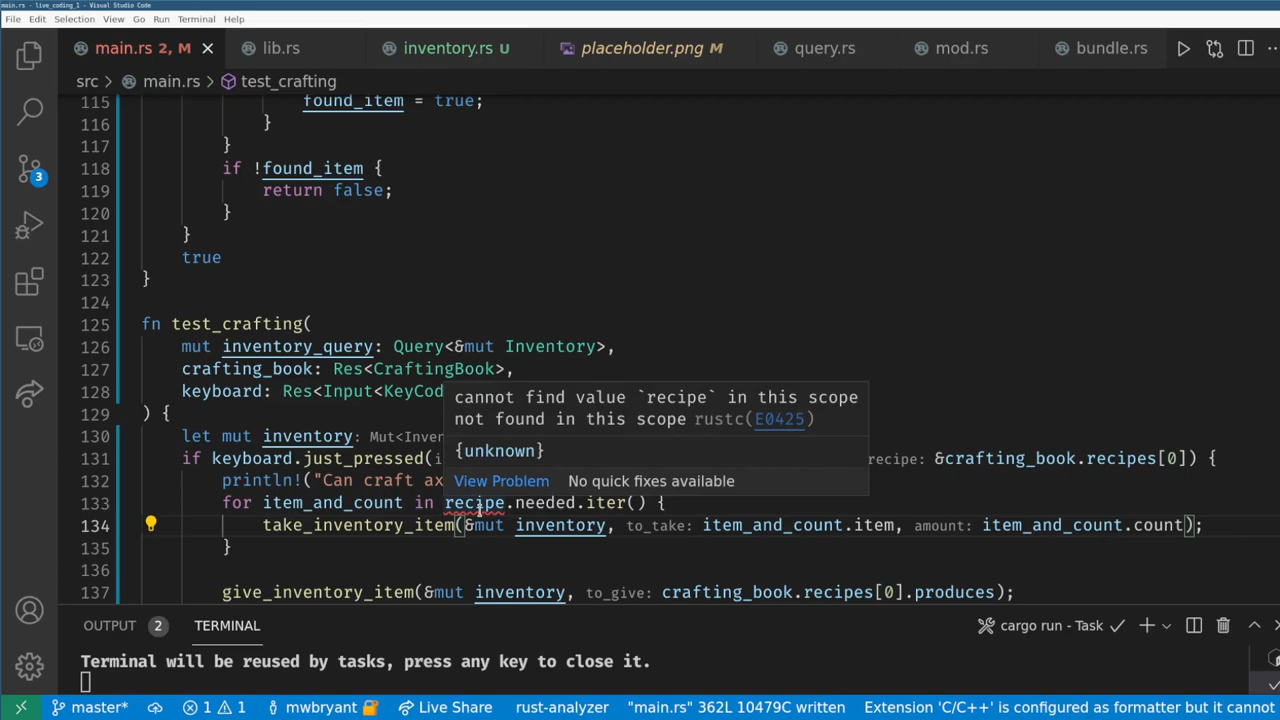 main.rs - live_coding_1 - Visual Studio Code
File Edit Selection View Go Run Terminal Help
main.rs 2, M lib.rs inventory.rs U placeholder.png M query.rs mod.rs bundle.rs
src > main.rs > test_crafting
115 found_item = true;
116 }
117 }
118 if !found_item {
119 return false;
120 }
121 }
122 true
123 }
124
125 fn test_crafting(
126 mut inventory_query: Query<&mut Inventory>,
127 crafting_book: Res<CraftingBook>,
128 keyboard: Res<Input<KeyCod
cannot find value `recipe` in this scope
not found in this scope rustc(E0425)
{unknown}
View Problem No quick fixes available
129 ) {
130 let mut inventory: Mut<Inver
131 if keyboard.just_pressed(i recipe: &crafting_book.recipes[0]) {
132 println!("Can craft ax
133 for item_and_count in recipe.needed.iter() {
134 take_inventory_item(&mut inventory, to_take: item_and_count.item, amount: item_and_count.count);
135 }
136
137 give_inventory_item(&mut inventory, to_give: crafting_book.recipes[0].produces);
3
OUTPUT 2 TERMINAL cargo run - Task
Terminal will be reused by tasks, press any key to close it.
master* 1 1 mwbryant Live Share rust-analyzer "main.rs" 362L 10479C written Extension 'C/C++' is configured as formatter but it cannot